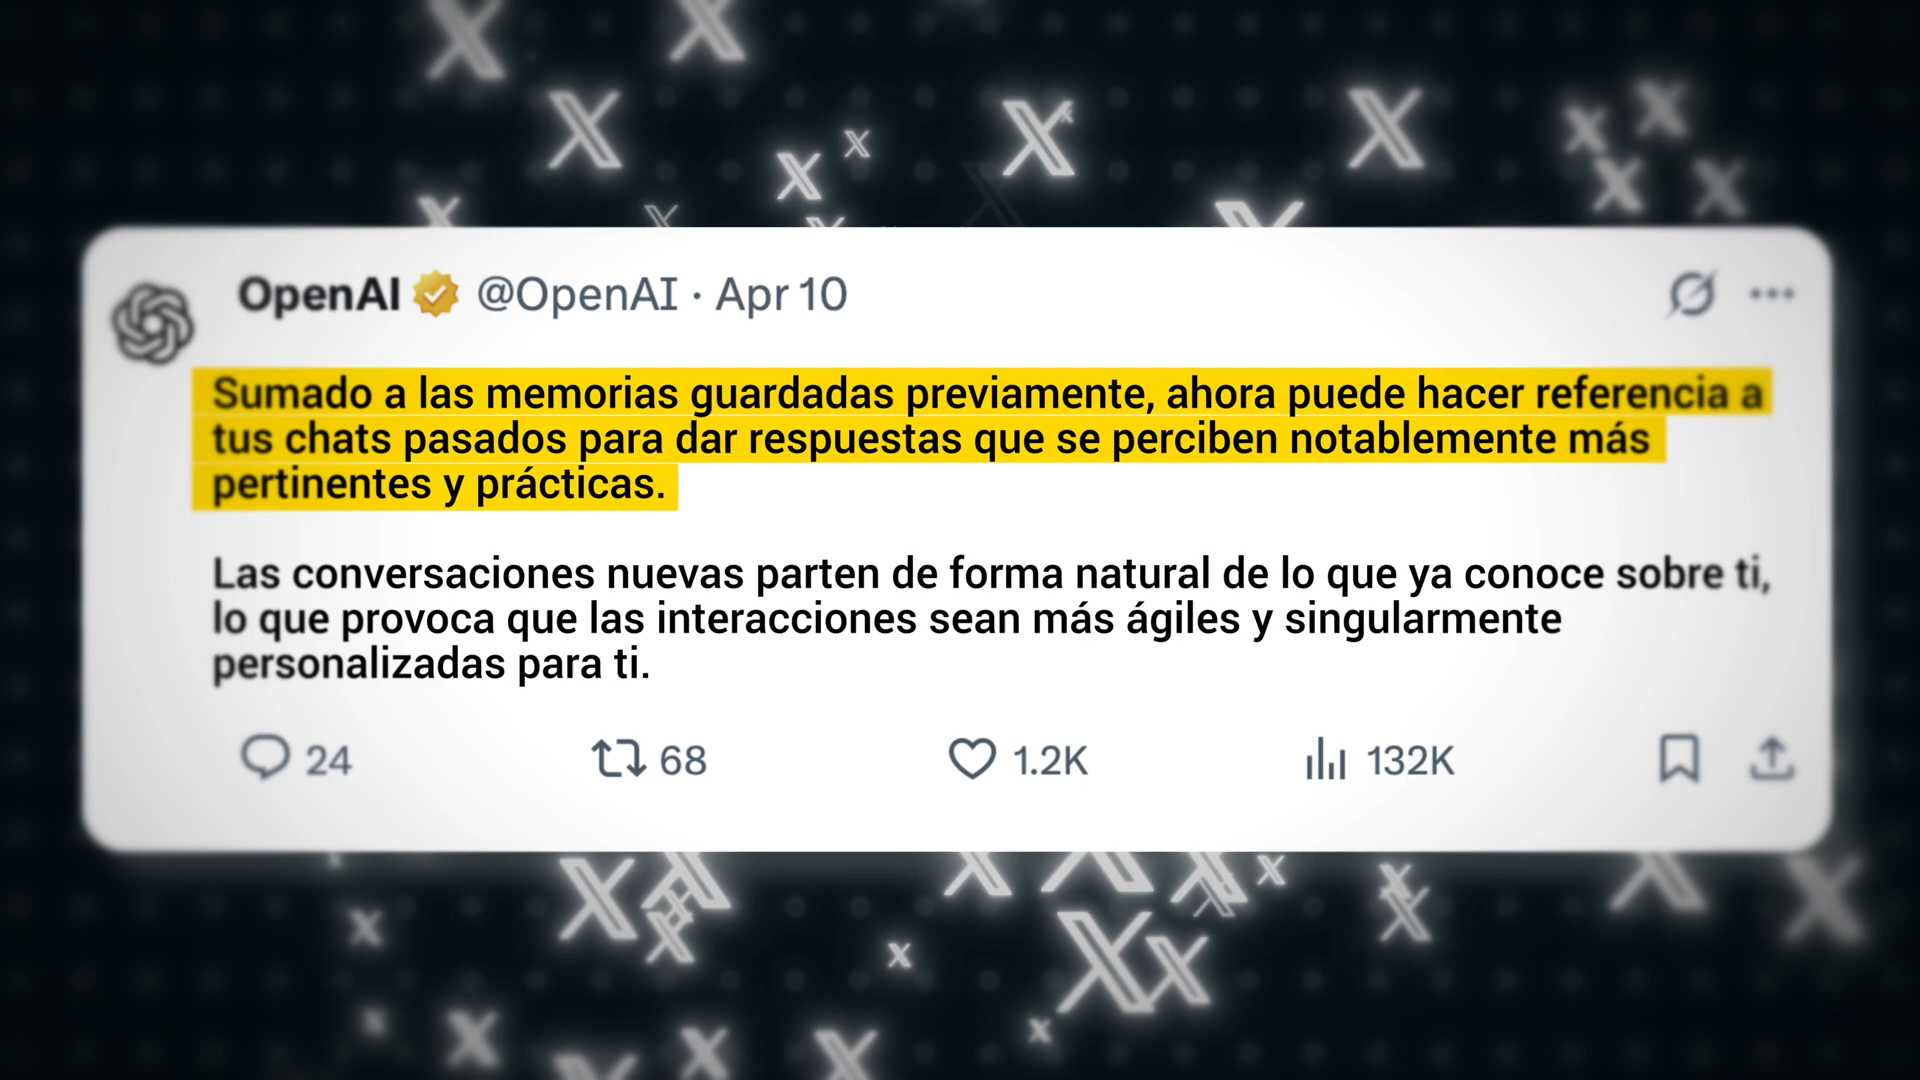 OpenAI @OpenAI · Apr 10
Sumado a las memorias guardadas previamente, ahora puede hacer referencia a
tus chats pasados para dar respuestas que se perciben notablemente más
pertinentes y prácticas.
Las conversaciones nuevas parten de forma natural de lo que ya conoce sobre ti,
lo que provoca que las interacciones sean más ágiles y singularmente
personalizadas para ti.
24 68 1.2K 132K